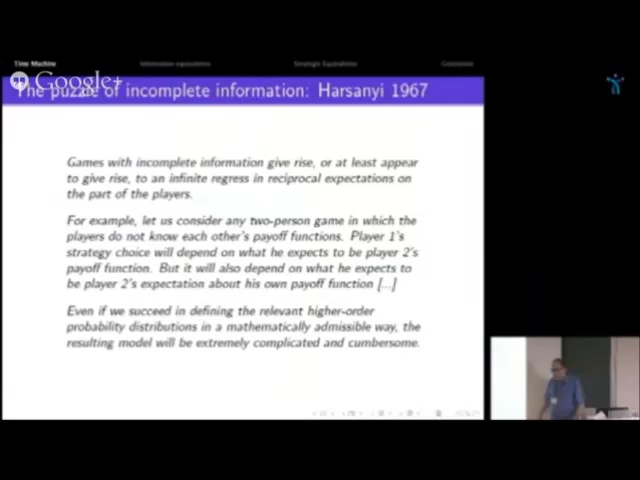 Time Machine Information equivalence Strategic Equivalence Conclusion
Google+
The puzzle of incomplete information: Harsanyi 1967
Games with incomplete information give rise, or at least appear
to give rise, to an infinite regress in reciprocal expectations on
the part of the players.
For example, let us consider any two-person game in which the
players do not know each other's payoff functions. Player 1's
strategy choice will depend on what he expects to be player 2's
payoff function. But it will also depend on what he expects to
be player 2's expectation about his own payoff function [...]
Even if we succeed in defining the relevant higher-order
probability distributions in a mathematically admissible way, the
resulting model will be extremely complicated and cumbersome.